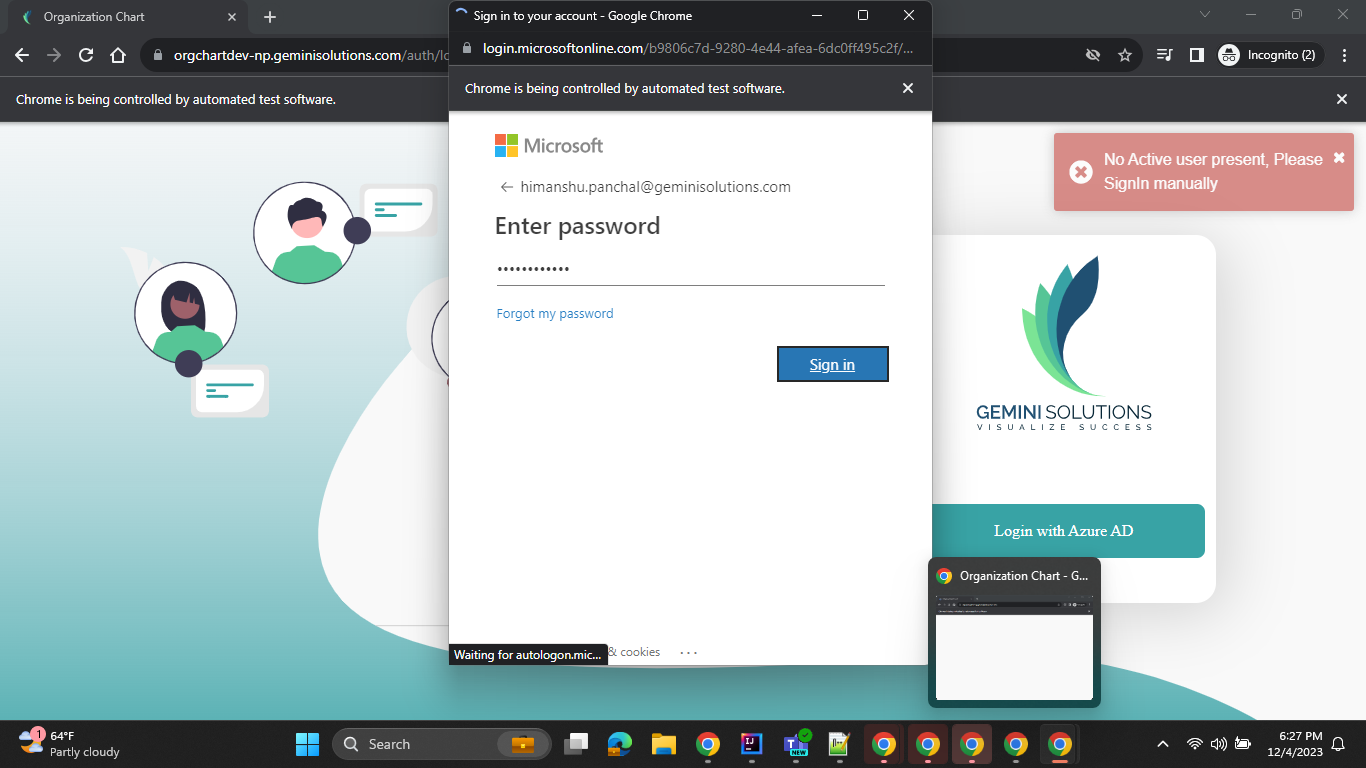 Organization Chart
Sign in to your account - Google Chrome
orgchartdev-np.geminisolutions.com/auth/lo
login.microsoftonline.com/b9806c7d-9280-4e44-afea-6dc0ff495c2f/...
Incognito (2)
Chrome is being controlled by automated test software.
Chrome is being controlled by automated test software.
Microsoft
himanshu.panchal@geminisolutions.com
Enter password
Forgot my password
Sign in
No Active user present, Please
SignIn manually
GEMINI SOLUTIONS
VISUALIZE SUCCESS
Login with Azure AD
Organization Chart - G...
Waiting for autologon.mic...
& cookies
...
1
64°F
Partly cloudy
Search
IJ
T
NEW
6:27 PM
12/4/2023